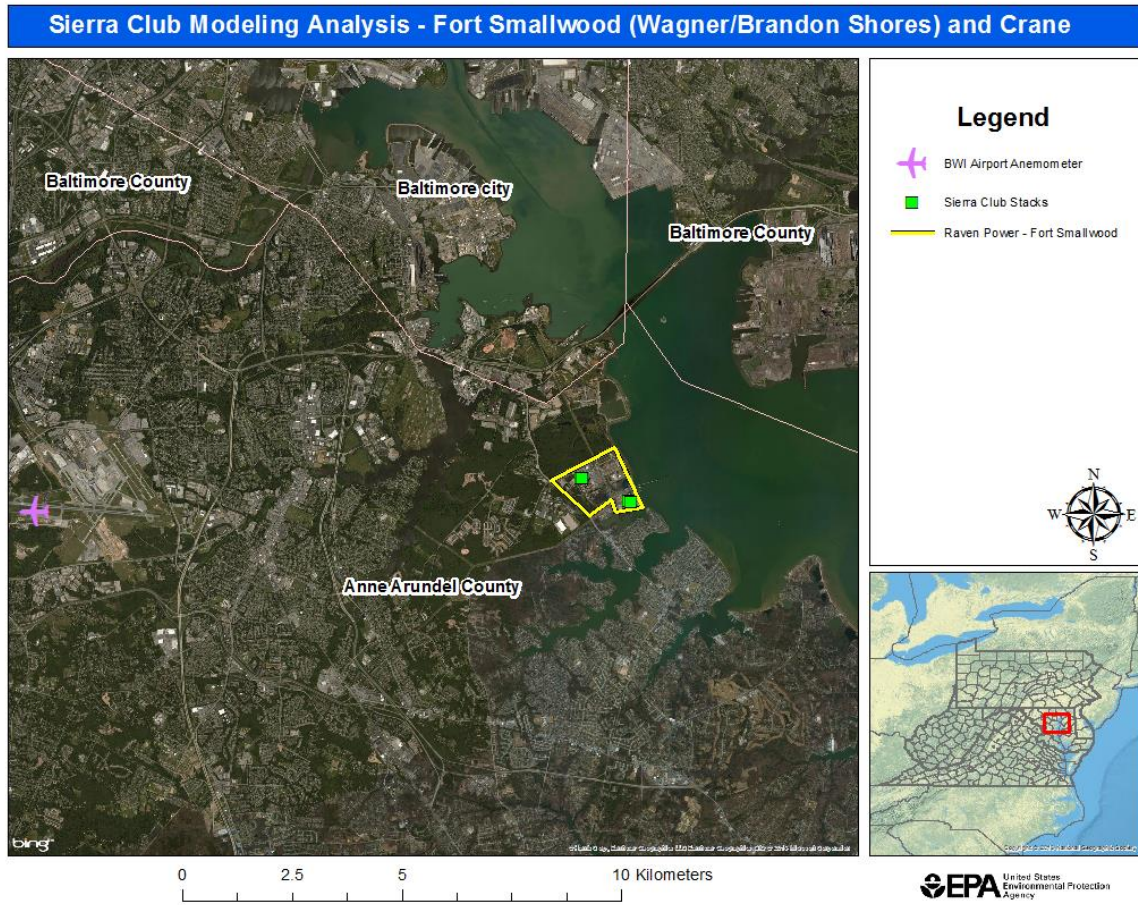 Sierra Club Modeling Analysis - Fort Smallwood (Wagner/Brandon Shores) and Crane
Baltimore County
Baltimore city
Baltimore County
Anne Arundel County
bing
Legend
BWI Airport Anemometer
Sierra Club Stacks
Raven Power - Fort Smallwood
N
W
E
S
0 2.5 5 10 Kilometers
EPA
United States
Environmental Protection
Agency